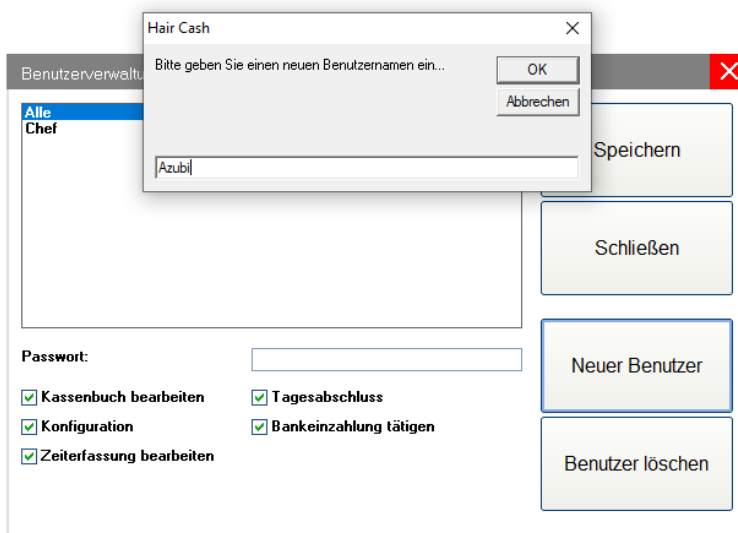 Hair Cash
Bitte geben Sie einen neuen Benutzernamen ein...
OK
Abbrechen
Azubi
Benutzerverwaltu
Alle
Chef
Speichern
Schließen
Neuer Benutzer
Benutzer löschen
Passwort:
Kassenbuch bearbeiten
Tagesabschluss
Konfiguration
Bankeinzahlung tätigen
Zeiterfassung bearbeiten